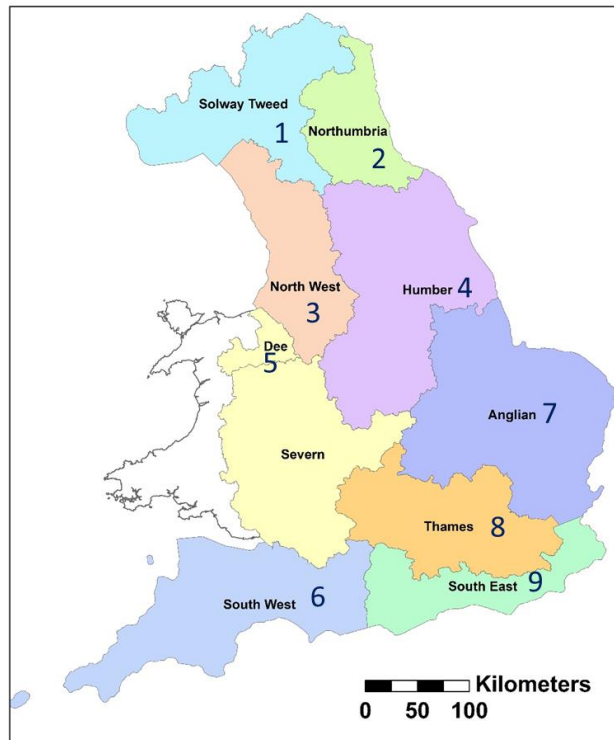 Solway Tweed
1
Northumbria
2
North West
3
Humber 4
Dee
5
Anglian 7
Severn
Thames 8
South East 9
South West 6
Kilometers
0 50 100